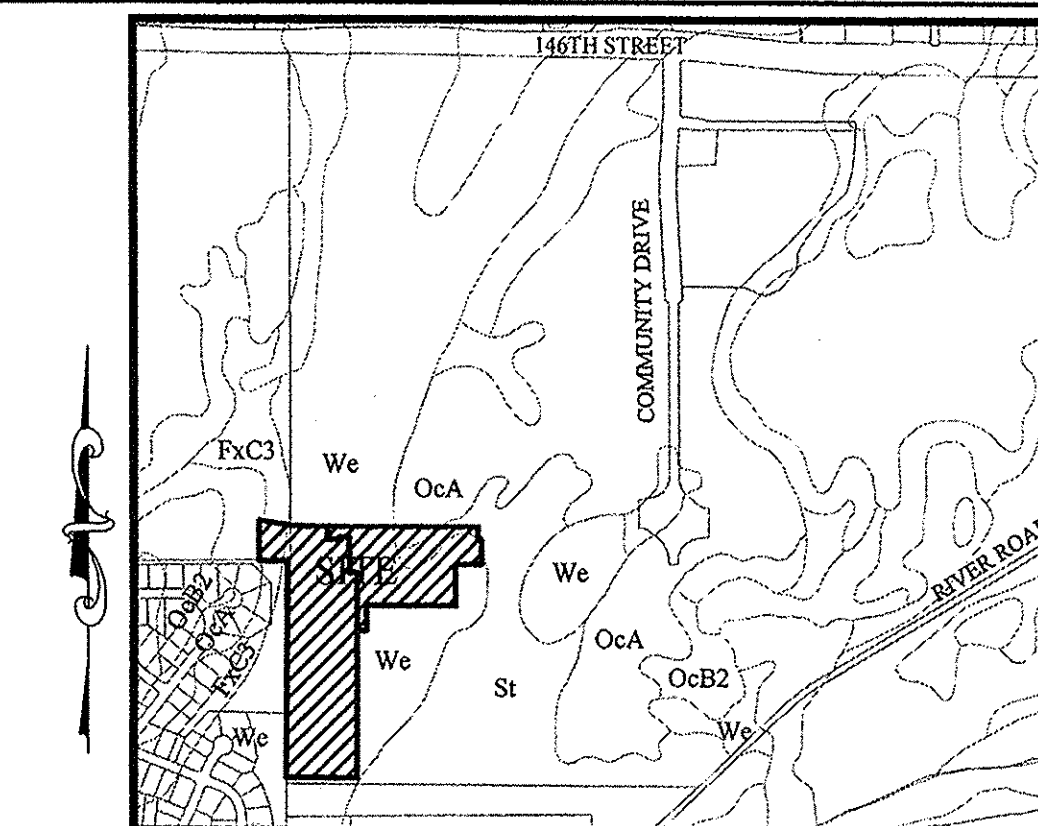 146TH STREET
COMMUNITY DRIVE
FxC3
We
OcA
SITE
We
RIVER ROA
OcB2
OcA
FxC3
We
OcA
OcB2
St
We
We